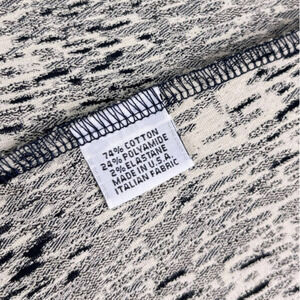 74% COTTON
24% POLYAMIDE
2% ELASTANE
MADE IN U.S.A.
ITALIAN FABRIC